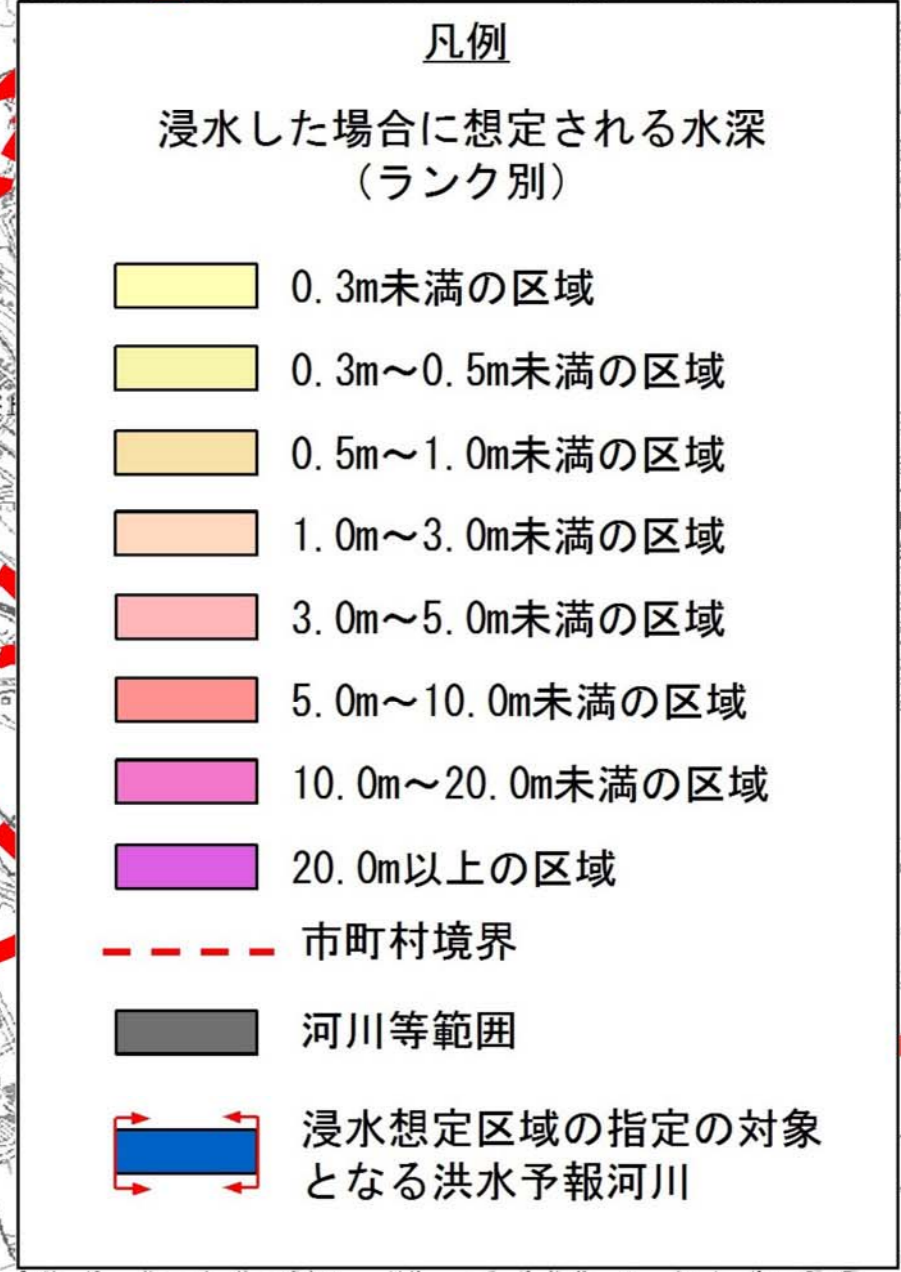 凡例
浸水した場合に想定される水深
（ランク別）
0.3m未満の区域
0.3m～0.5m未満の区域
0.5m～1.0m未満の区域
1.0m～3.0m未満の区域
3.0m～5.0m未満の区域
5.0m～10.0m未満の区域
10.0m～20.0m未満の区域
20.0m以上の区域
市町村境界
河川等範囲
浸水想定区域の指定の対象
となる洪水予報河川